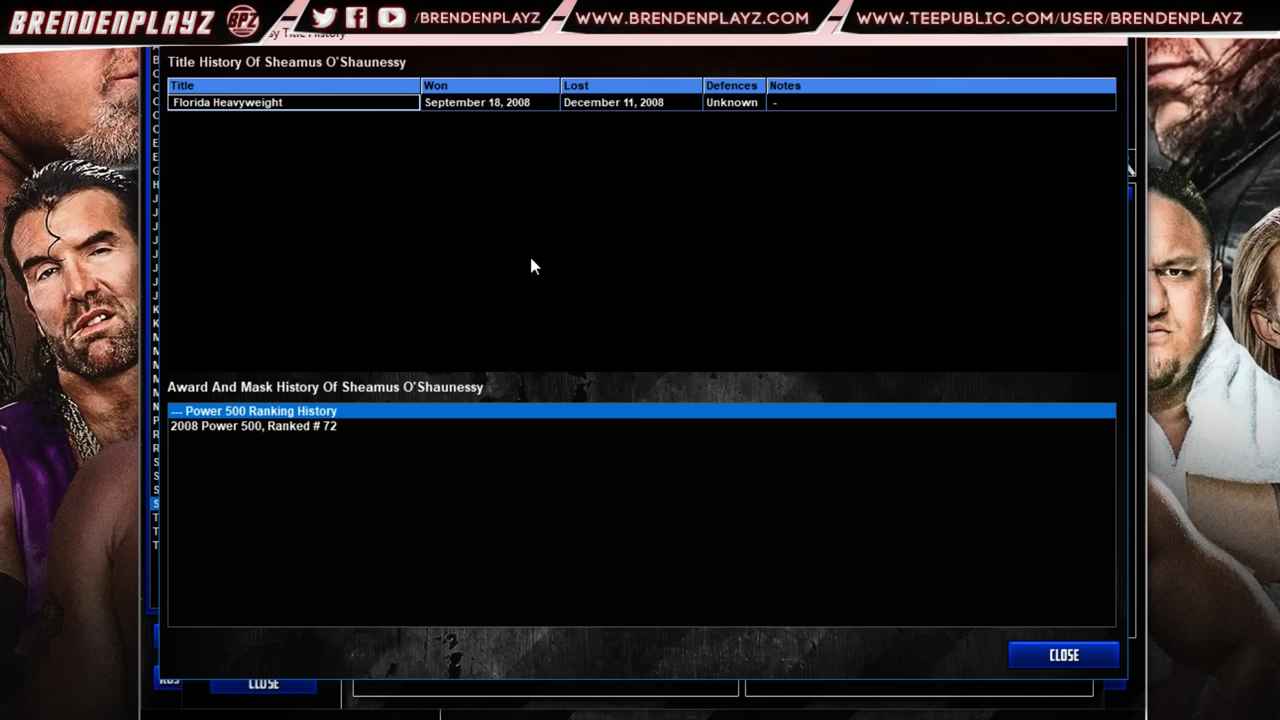 BRENDENPLAYZ BPZ /BRENDENPLAYZ WWW.BRENDENPLAYZ.COM WWW.TEEPUBLIC.COM/USER/BRENDENPLAYZ
Title History Of Sheamus O'Shaunessy
Title Won Lost Defences Notes
Florida Heavyweight September 18, 2008 December 11, 2008 Unknown -
Award And Mask History Of Sheamus O'Shaunessy
--- Power 500 Ranking History
2008 Power 500, Ranked # 72
CLOSE
CLOSE